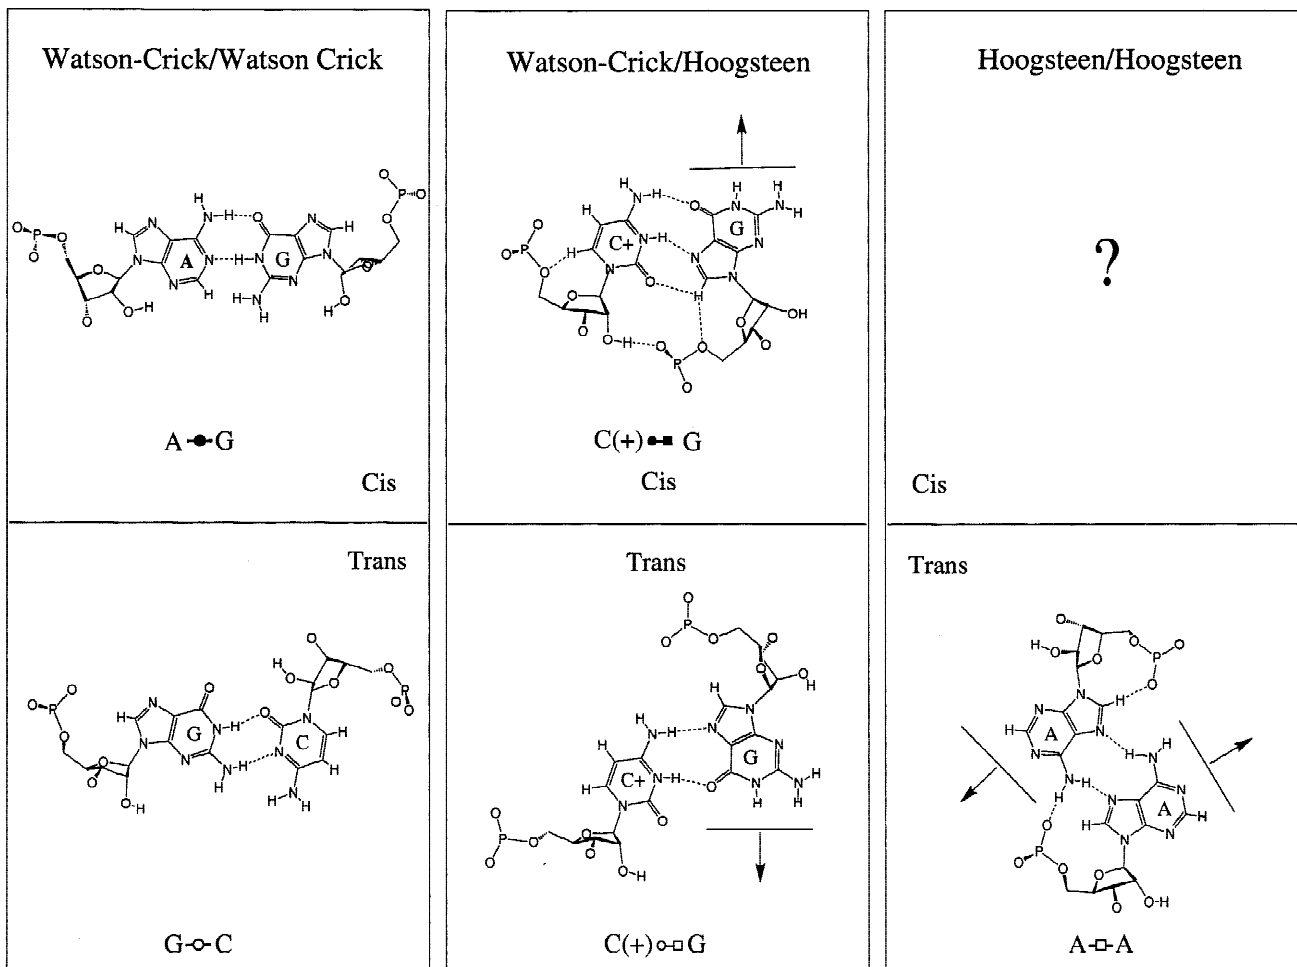 Watson-Crick/Watson Crick
A
G
A●G
Cis
Watson-Crick/Hoogsteen
C+
G
C(+)●■ G
Cis
Hoogsteen/Hoogsteen
?
Cis
Trans
G
C
G-○-C
Trans
C+
G
C(+)○-□G
Trans
A
A
A-□-A